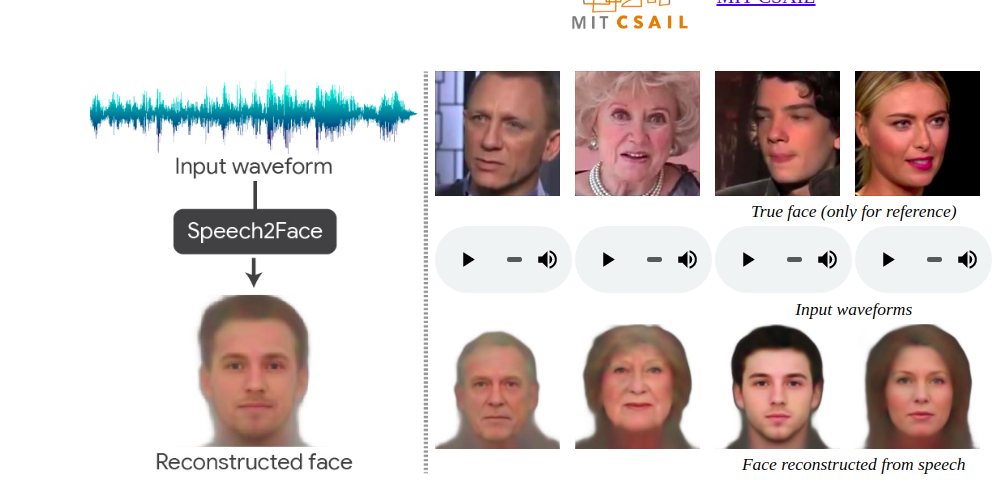 MIT CSAIL
MIT CSAIL
Input waveform
Speech2Face
Reconstructed face
True face (only for reference)
Input waveforms
Face reconstructed from speech